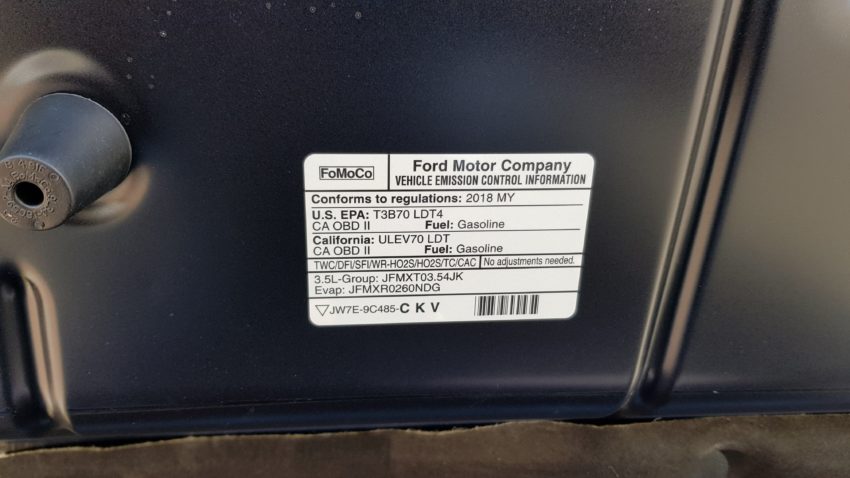 FoMoCo
Ford Motor Company
VEHICLE EMISSION CONTROL INFORMATION
Conforms to regulations: 2018 MY
U.S. EPA: T3B70 LDT4
CA OBD II Fuel: Gasoline
California: ULEV70 LDT
CA OBD II Fuel: Gasoline
TWC/DFI/SFI/WR-HO2S/HO2S/TC/CAC No adjustments needed.
3.5L-Group: JFMXT03.54JK
Evap: JFMXR0260NDG
JW7E-9C485-C K V